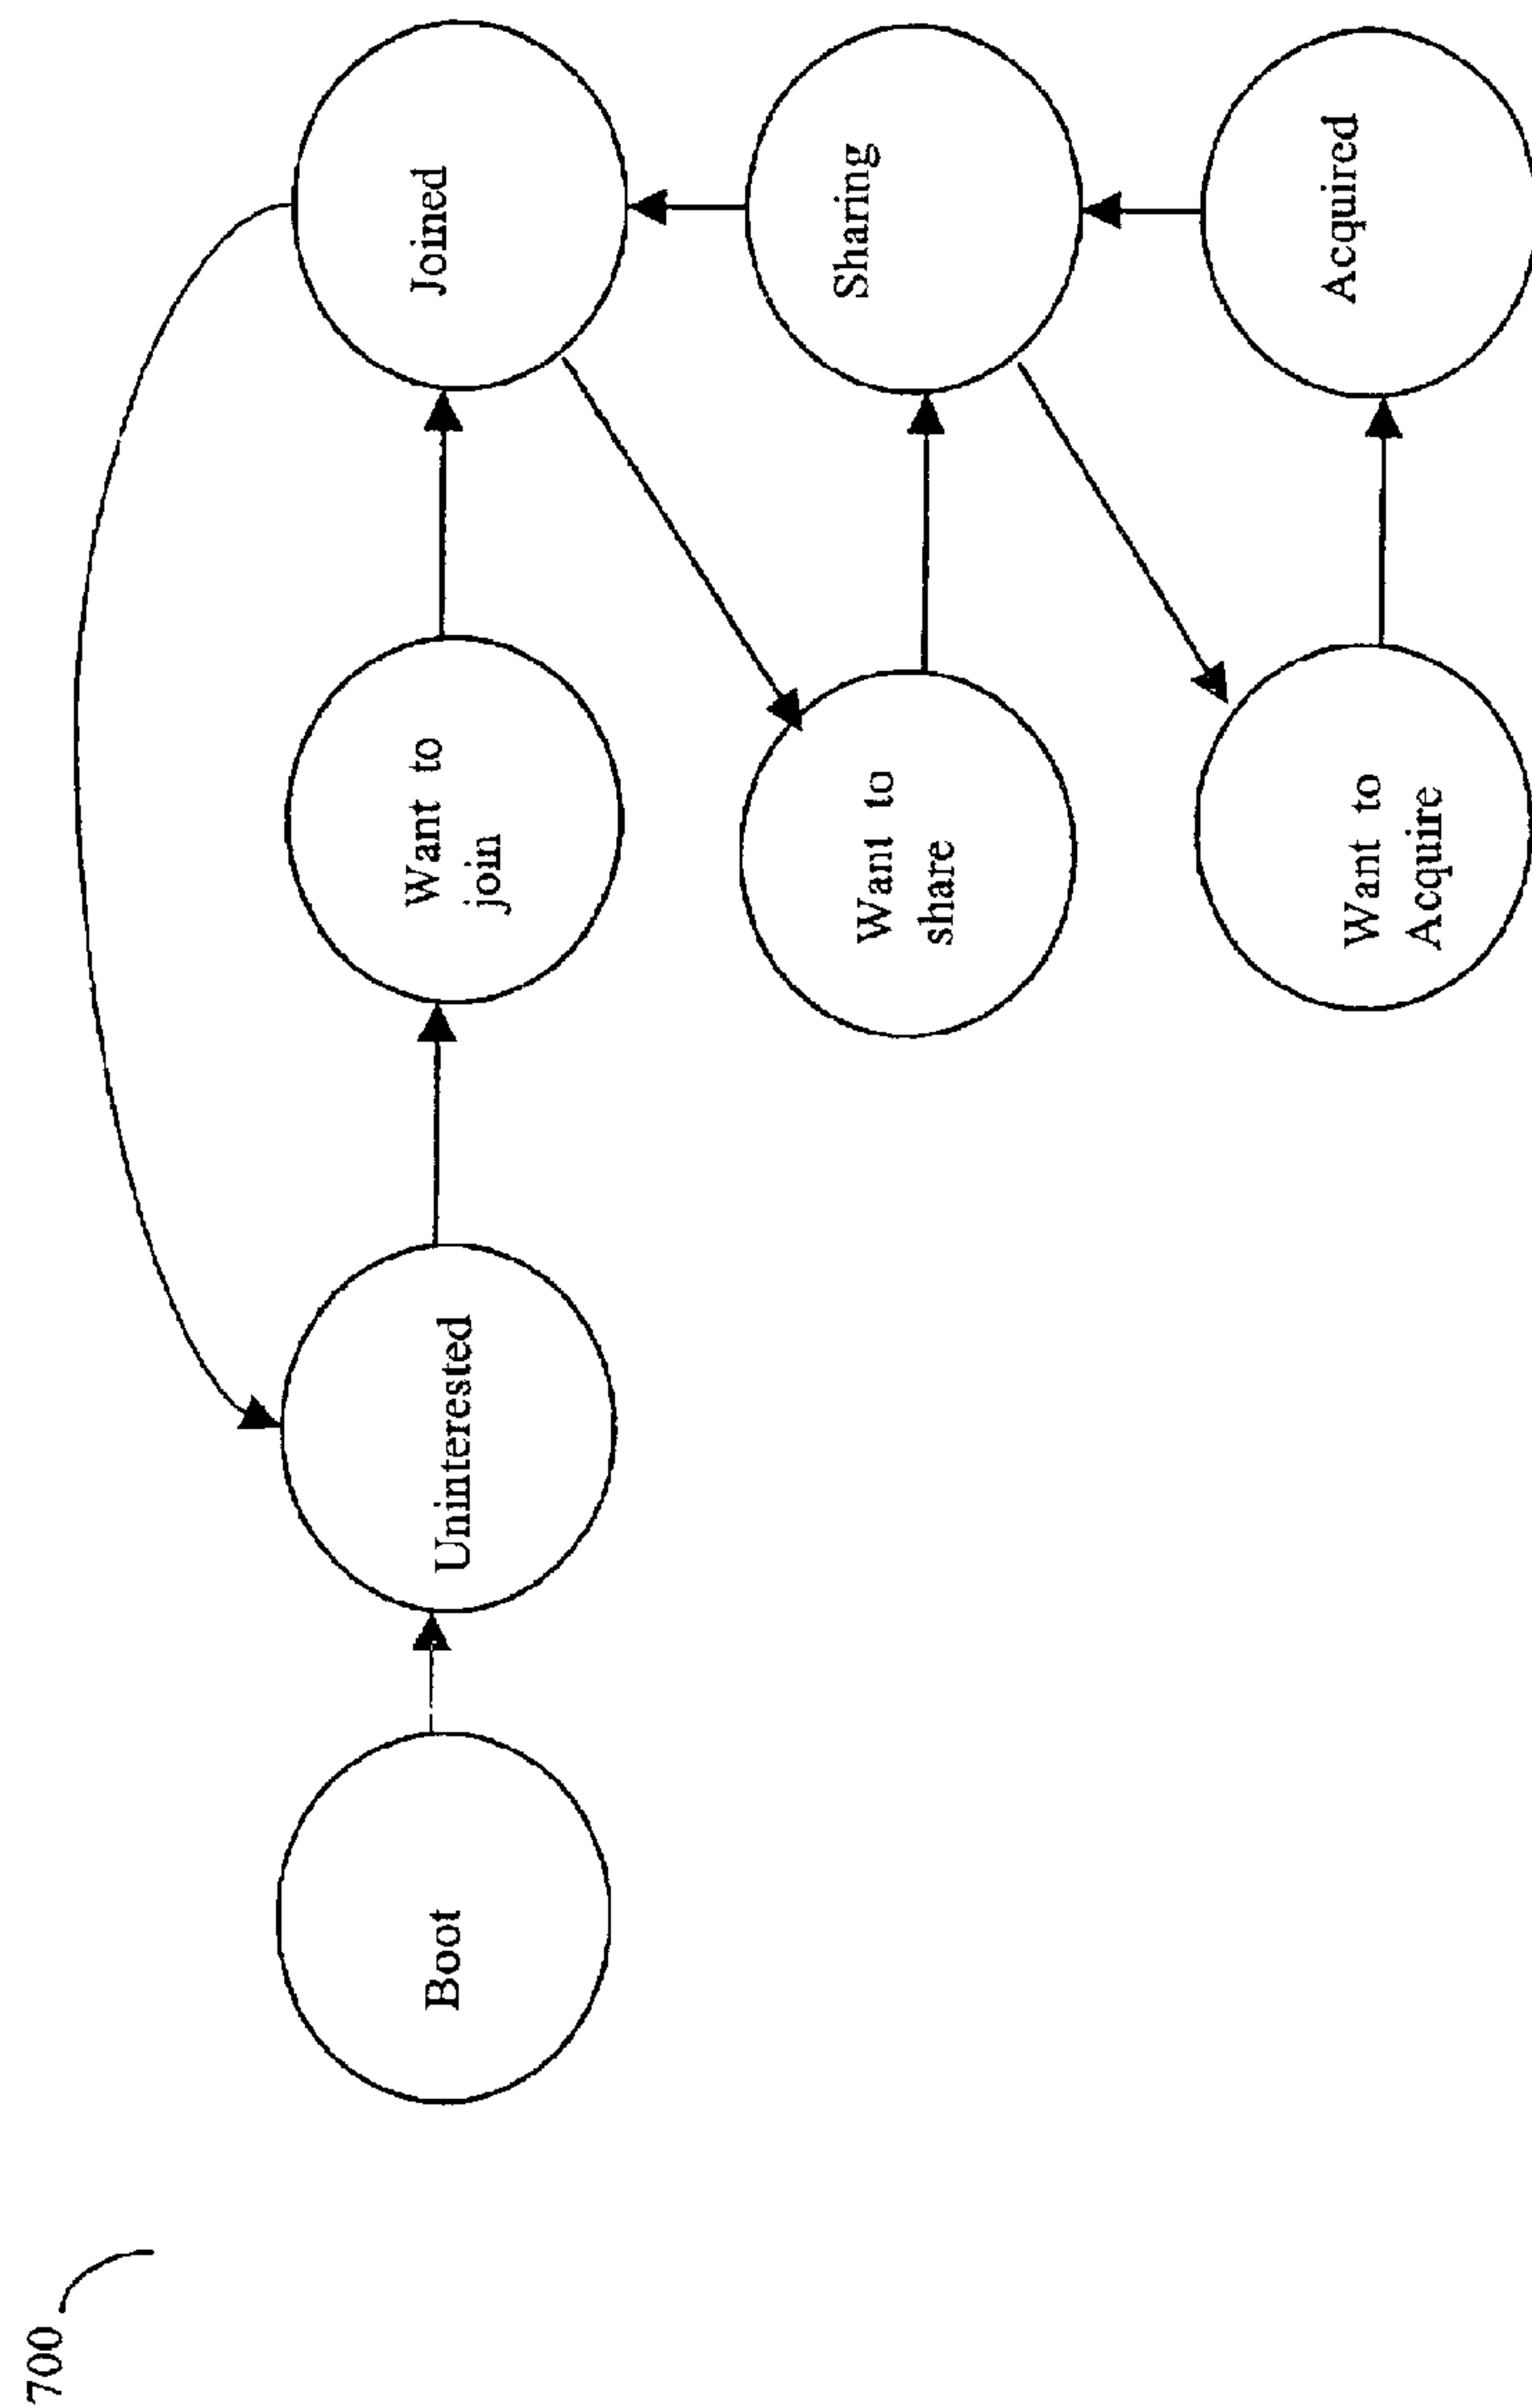 700
Boot
Uninterested
Want to
join
Joined
Want to
share
Sharing
Want to
Acquire
Acquired